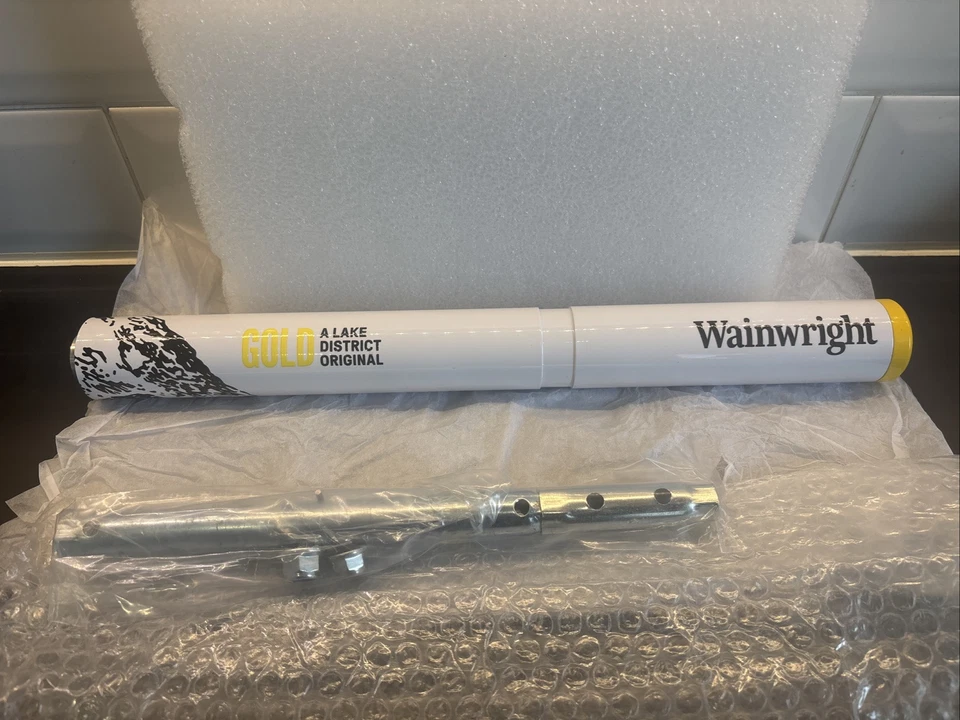 GOLD
A LAKE
DISTRICT
ORIGINAL
Wainwright